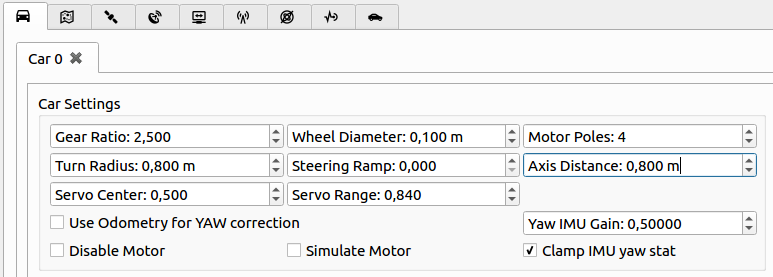 Car 0
Car Settings
Gear Ratio: 2,500 Wheel Diameter: 0,100 m Motor Poles: 4
Turn Radius: 0,800 m Steering Ramp: 0,000 Axis Distance: 0,800 m
Servo Center: 0,500 Servo Range: 0,840
Use Odometry for YAW correction Yaw IMU Gain: 0,50000
Disable Motor Simulate Motor Clamp IMU yaw stat